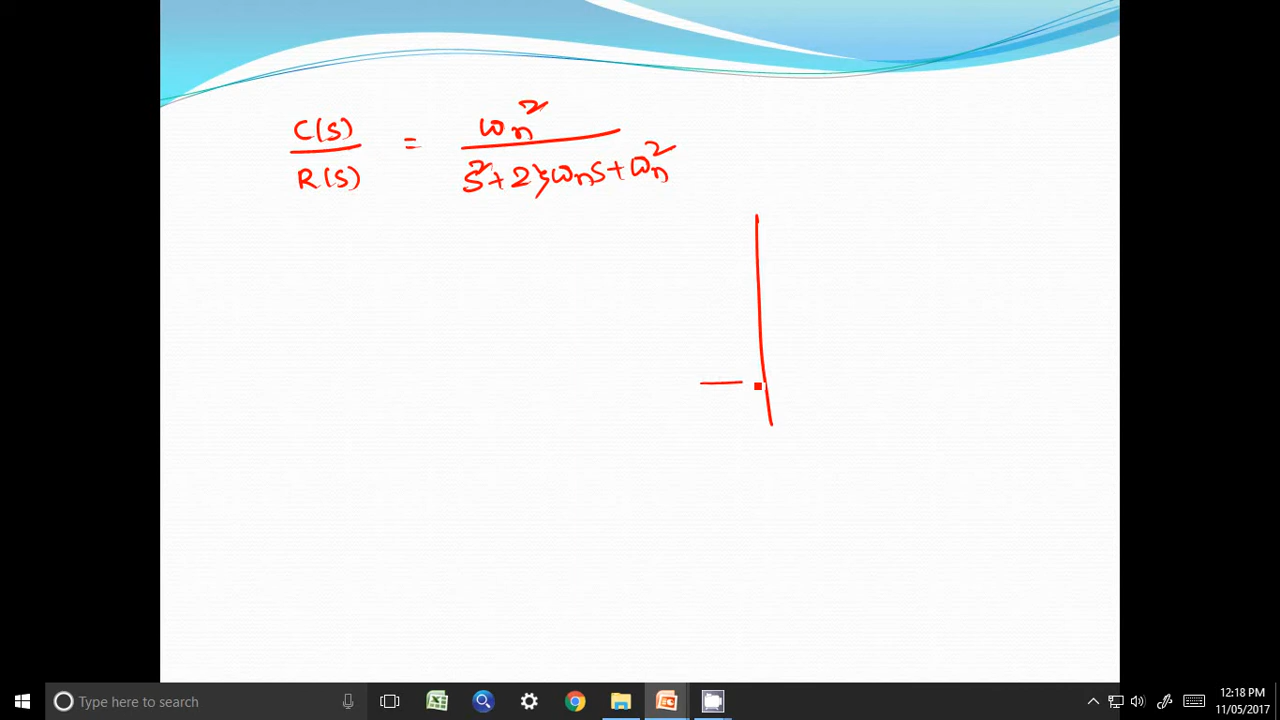 C(s)/R(s) = ωn²/(s²+2ζωns+ωn²)
Type here to search
12:18 PM
11/05/2017